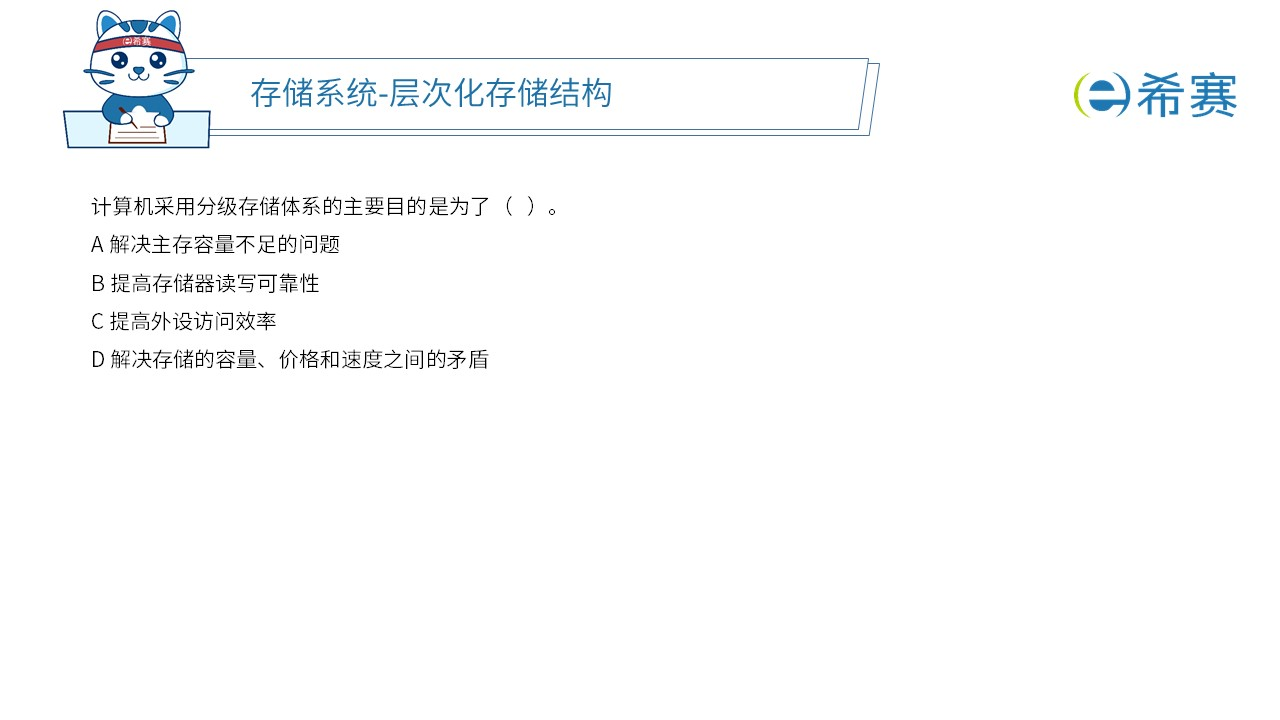 希赛
存储系统-层次化存储结构
希赛
计算机采用分级存储体系的主要目的是为了（ ）。
A 解决主存容量不足的问题
B 提高存储器读写可靠性
C 提高外设访问效率
D 解决存储的容量、价格和速度之间的矛盾